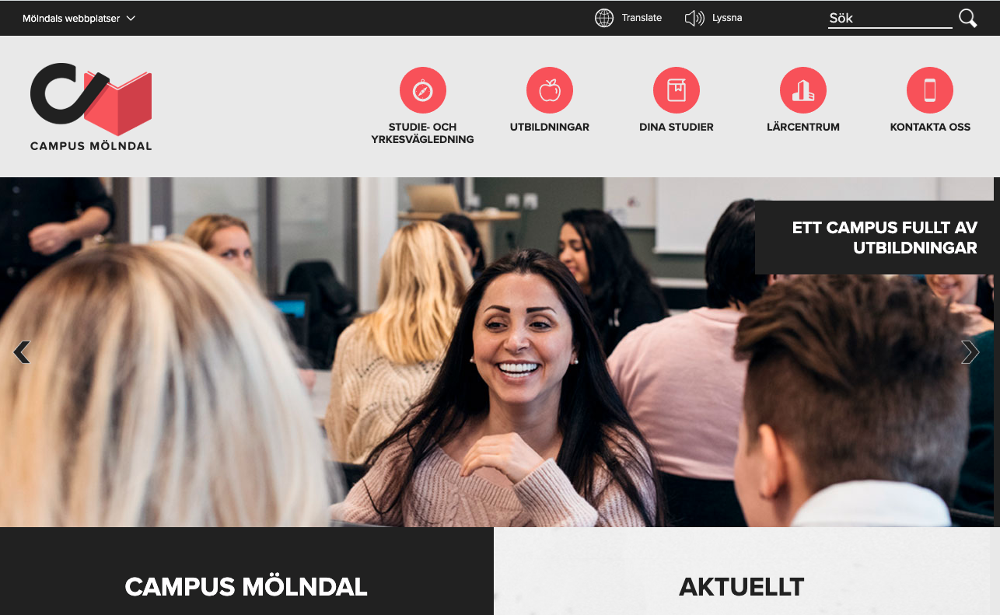 Mölndals webbplatser
Translate
Lyssna
Sök
CAMPUS MÖLNDAL
STUDIE- OCH
YRKESVÄGLEDNING
UTBILDNINGAR
DINA STUDIER
LÄRCENTRUM
KONTAKTA OSS
ETT CAMPUS FULLT AV
UTBILDNINGAR
CAMPUS MÖLNDAL
AKTUELLT